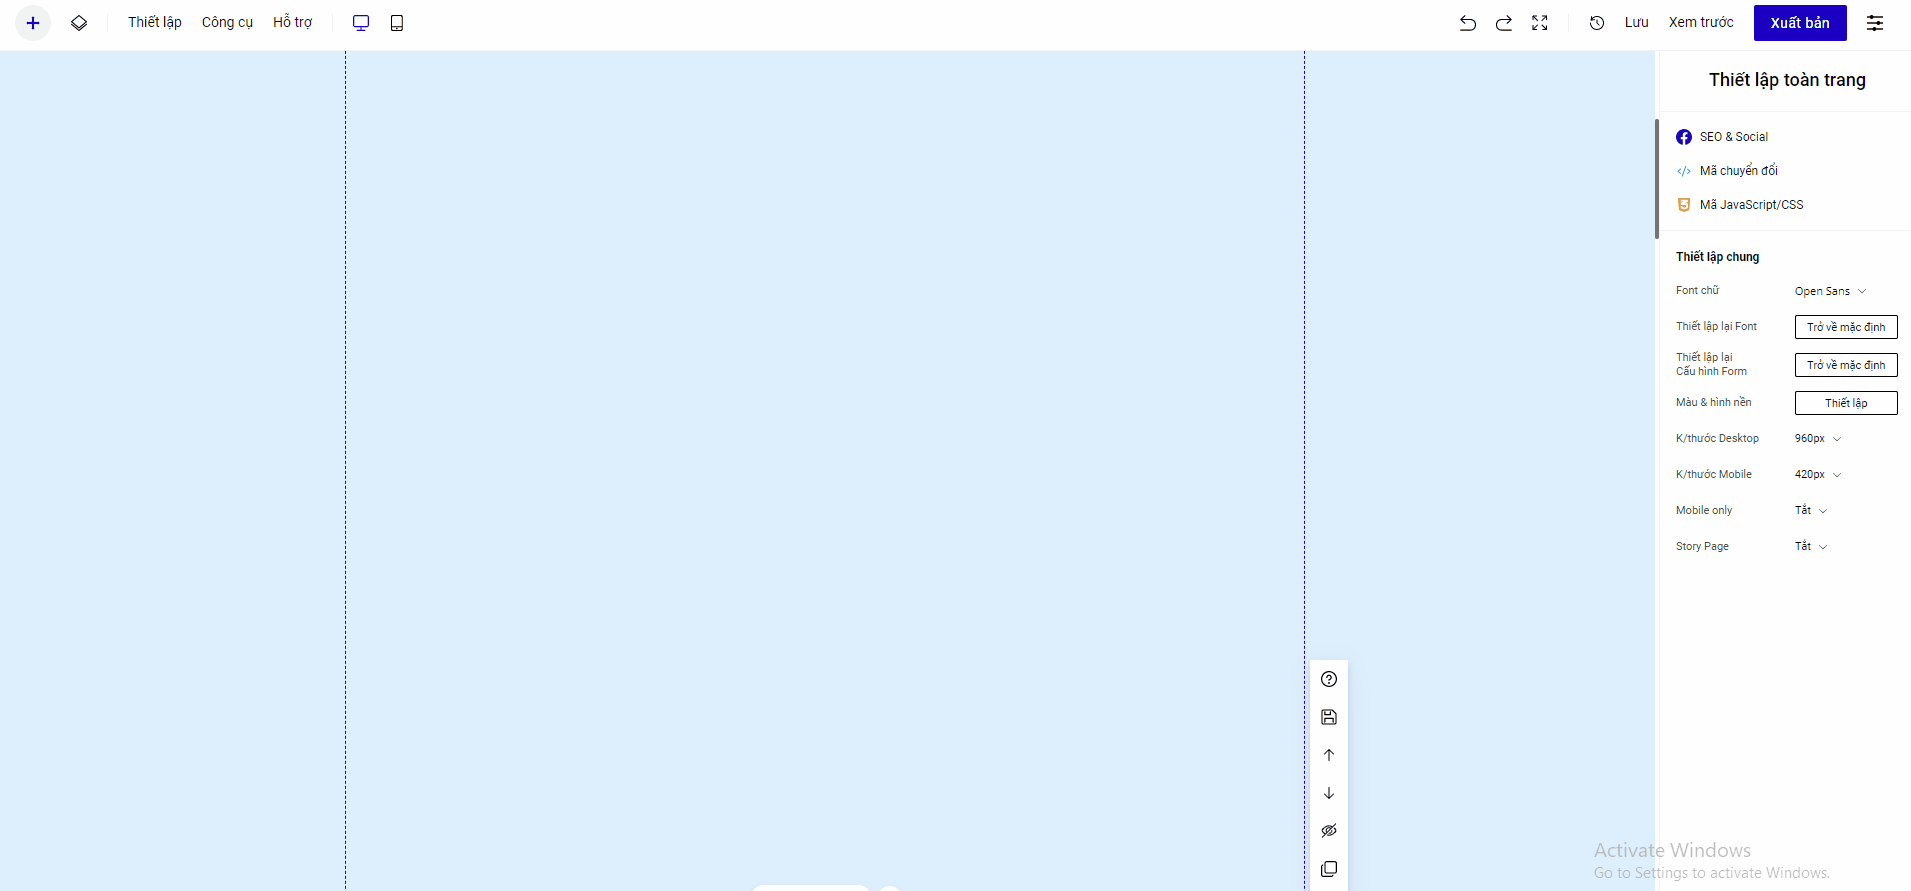 Thiết lập Công cụ Hỗ trợ Lưu Xem trước Xuất bản
Thiết lập toàn trang
SEO & Social
Mã chuyển đổi
Mã JavaScript/CSS
Thiết lập chung
Font chữ Open Sans
Thiết lập lại Font Trở về mặc định
Thiết lập lại
Cấu hình Form Trở về mặc định
Màu & hình nền Thiết lập
K/thước Desktop 960px
K/thước Mobile 420px
Mobile only Tắt
Story Page Tắt
Activate Windows
Go to Settings to activate Windows.